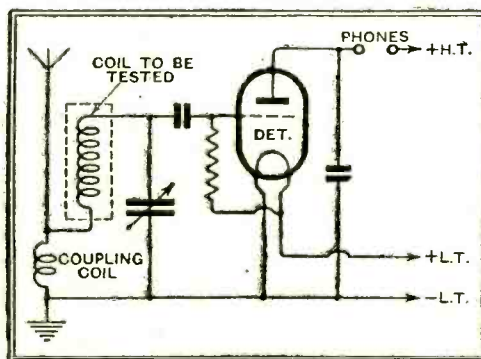 PHONES
+H.T.
COIL TO BE
TESTED
DET.
COUPLING
COIL
+L.T.
-L.T.